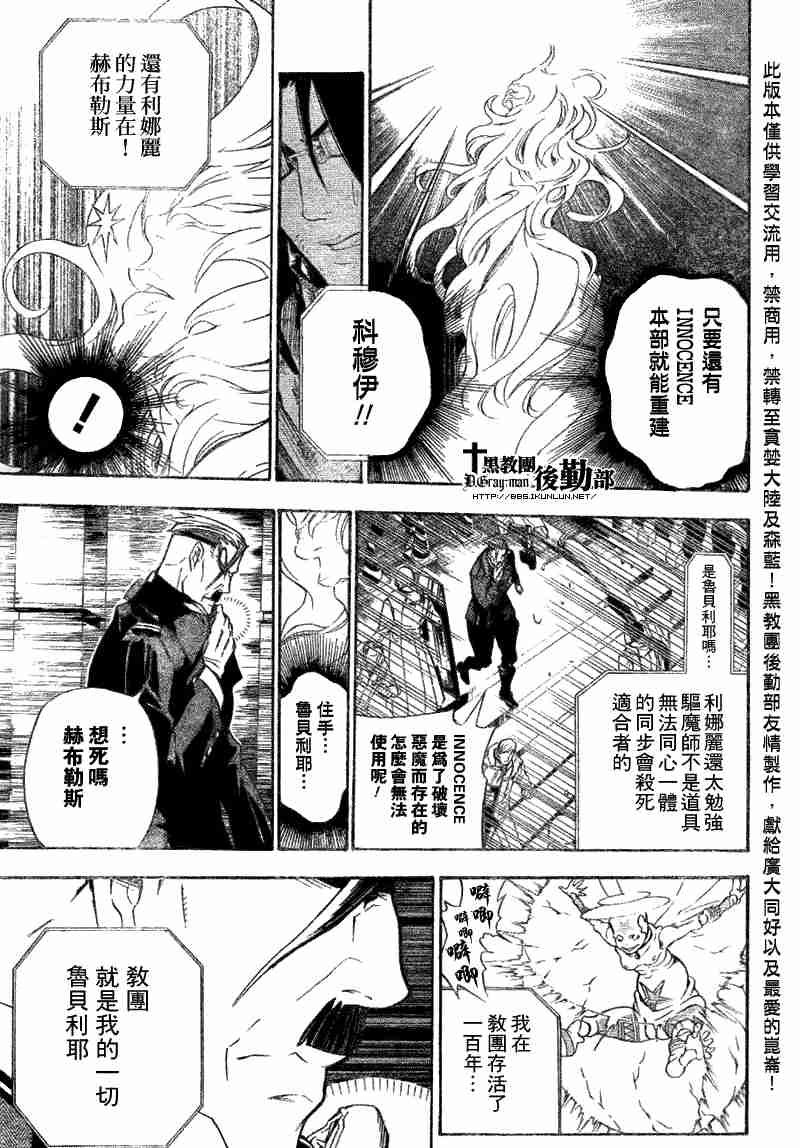 只要還有
INNOCENCE
本部就能重建
科穆伊!!
還有利娜麗
的力量在！
赫布勒斯
！
十黑教團
D.Gray-man 後勤部
HTTP://BBS.IKUNLUN.NET/
是魯貝利耶嗎…
利娜麗還太勉強
驅魔師不是道具
無法同心一體
的同步會殺死
適合者的
INNOCENCE
是為了破壞
惡魔而存在的
怎麼會無法
使用呢！
住手…
魯貝利耶
…
想死嗎
赫布勒斯
噼唧
噼唧
噼唧
我在
教團存活了
一百年…
教團
就是我的一切
魯貝利耶
此版本僅供學習交流用，禁商用，禁轉至貪婪大陸及森藍！黑教團後勤部友情製作，獻給廣大同好以及最愛的崑崙！